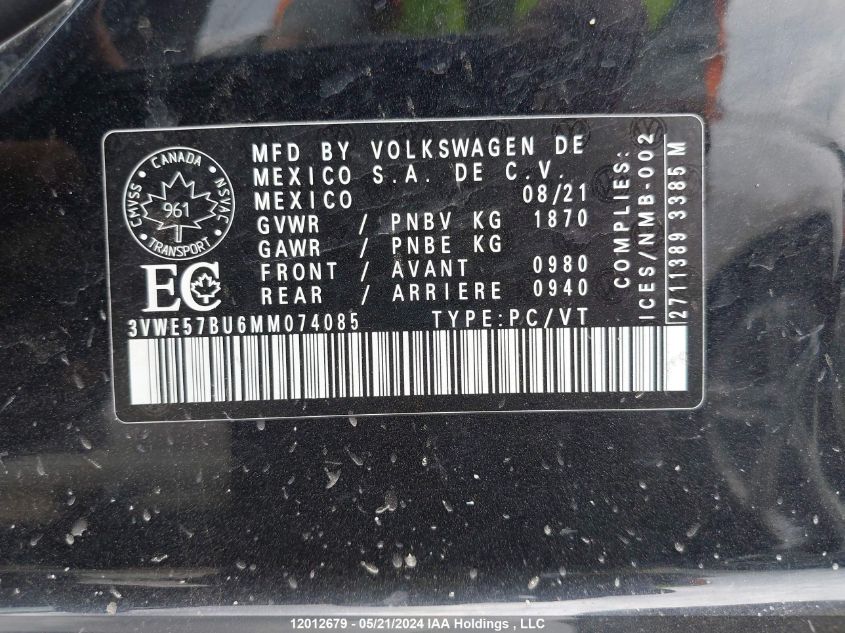 CMVSS CANADA NSVAC
961
TRANSPORT
EC
MFD BY VOLKSWAGEN DE
MEXICO S.A. DE C.V.
MEXICO 08/21
GVWR / PNBV KG 1870
GAWR / PNBE KG
FRONT / AVANT 0980
REAR / ARRIERE 0940
3VWE57BU6MM074085 TYPE:PC/VT
COMPLIES:
ICES/NMB-002
2711389 3385 M
12012679 - 05/21/2024 IAA Holdings, LLC